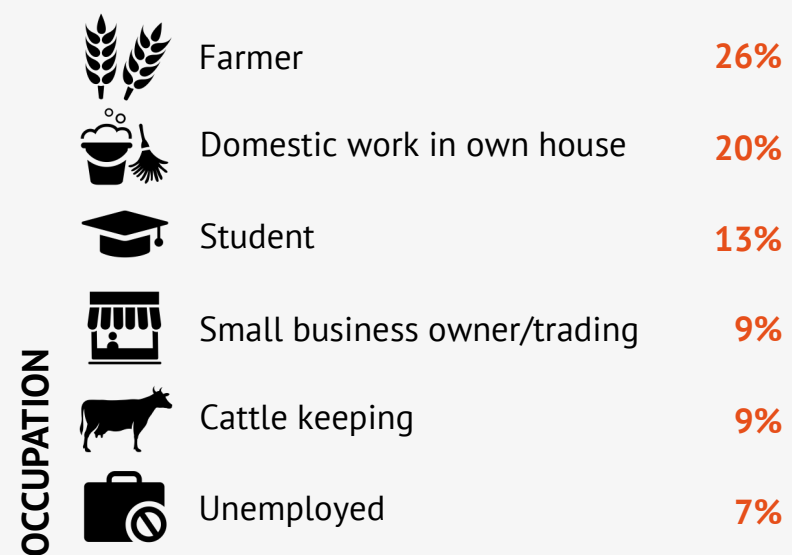 OCCUPATION
Farmer 26%
Domestic work in own house 20%
Student 13%
Small business owner/trading 9%
Cattle keeping 9%
Unemployed 7%